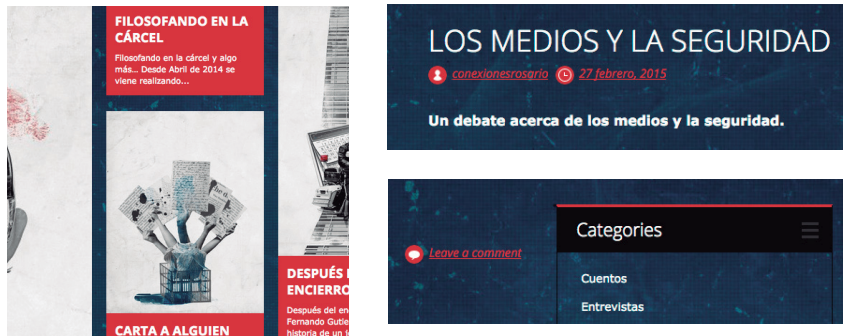 FILOSOFANDO EN LA
CÁRCEL
Filosofando en la cárcel y algo
más... Desde Abril de 2014 se
viene realizando...
CARTA A ALGUIEN
DESPUÉS
ENCIERRO
Después del
Fernando
historia de un
LOS MEDIOS Y LA SEGURIDAD
conexionesrosario 27 febrero, 2015
Un debate acerca de los medios y la seguridad.
Leave a comment
Categories
Cuentos
Entrevistas